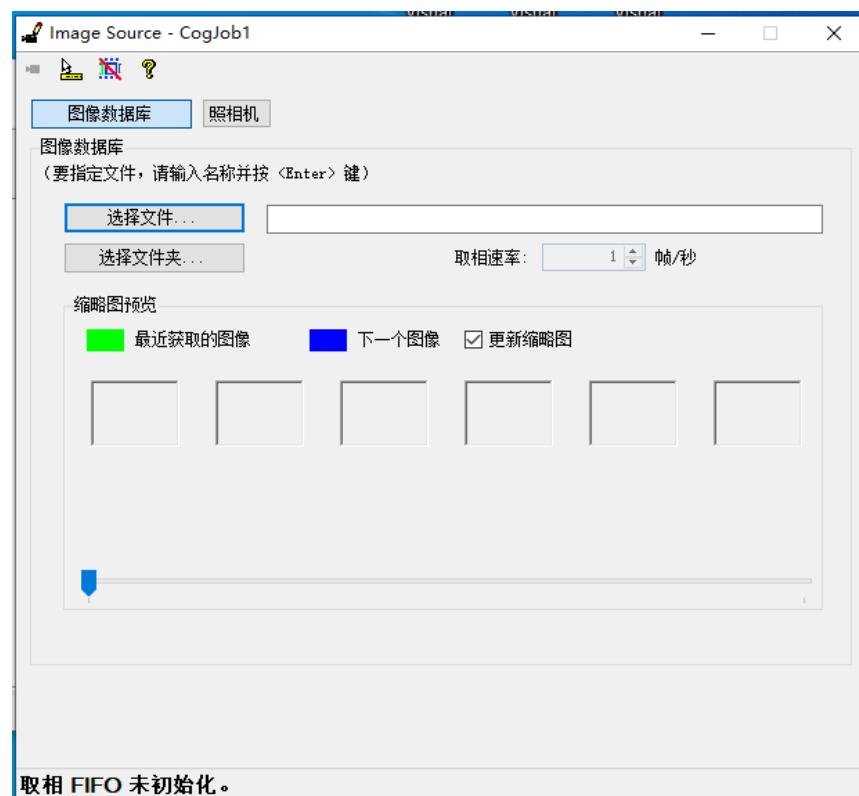 Image Source - CogJob1
图像数据库 照相机
图像数据库
(要指定文件，请输入名称并按 <Enter> 键)
选择文件...
选择文件夹... 取相速率: 1 帧/秒
缩略图预览
最近获取的图像 下一个图像 更新缩略图
取相 FIFO 未初始化。